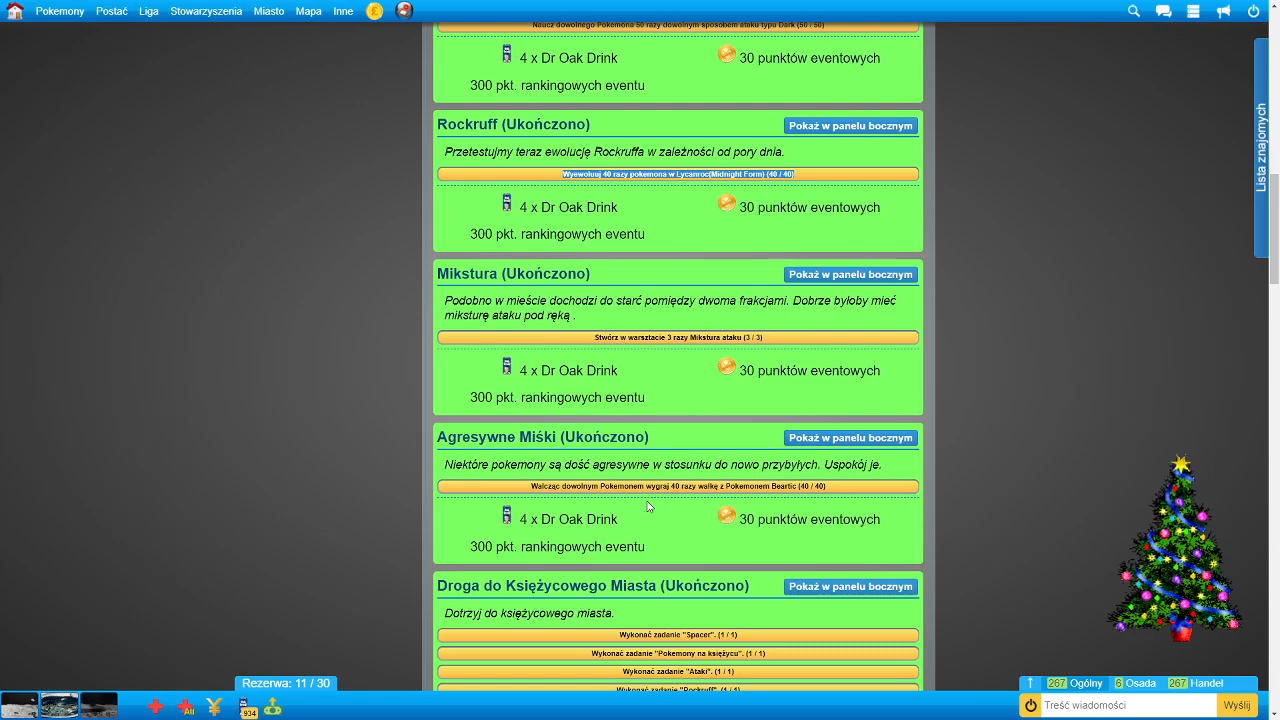 Pokemony Postać Liga Stowarzyszenia Miasto Mapa Inne
Naucz dowolnego Pokemona 50 razy dowolnym sposobem ataku typu Dark (50 / 50)
4 x Dr Oak Drink 30 punktów eventowych
300 pkt. rankingowych eventu
Lista znajomych
Rockruff (Ukończono) Pokaż w panelu bocznym
Przetestujmy teraz ewolucję Rockruffa w zależności od pory dnia.
Wyewoluuj 40 razy pokemona w Lycanroc(Midnight Form) (40 / 40)
4 x Dr Oak Drink 30 punktów eventowych
300 pkt. rankingowych eventu
Mikstura (Ukończono) Pokaż w panelu bocznym
Podobno w mieście dochodzi do starć pomiędzy dwoma frakcjami. Dobrze byłoby mieć
miksturę ataku pod ręką .
Stwórz w warsztacie 3 razy Mikstura ataku (3 / 3)
4 x Dr Oak Drink 30 punktów eventowych
300 pkt. rankingowych eventu
Agresywne Miśki (Ukończono) Pokaż w panelu bocznym
Niektóre pokemony są dość agresywne w stosunku do nowo przybyłych. Uspokój je.
Walcząc dowolnym Pokemonem wygraj 40 razy walkę z Pokemonem Beartic (40 / 40)
4 x Dr Oak Drink 30 punktów eventowych
300 pkt. rankingowych eventu
Droga do Księżycowego Miasta (Ukończono) Pokaż w panelu bocznym
Dotrzyj do księżycowego miasta.
Wykonać zadanie "Spacer". (1 / 1)
Wykonać zadanie "Pokemony na księżycu". (1 / 1)
Wykonać zadanie "Ataki". (1 / 1)
Wykonać zadanie "Rockruff". (1 / 1)
Rezerwa: 11 / 30
267 Ogólny 6 Osada 267 Handel
All
934
Treść wiadomości Wyślij